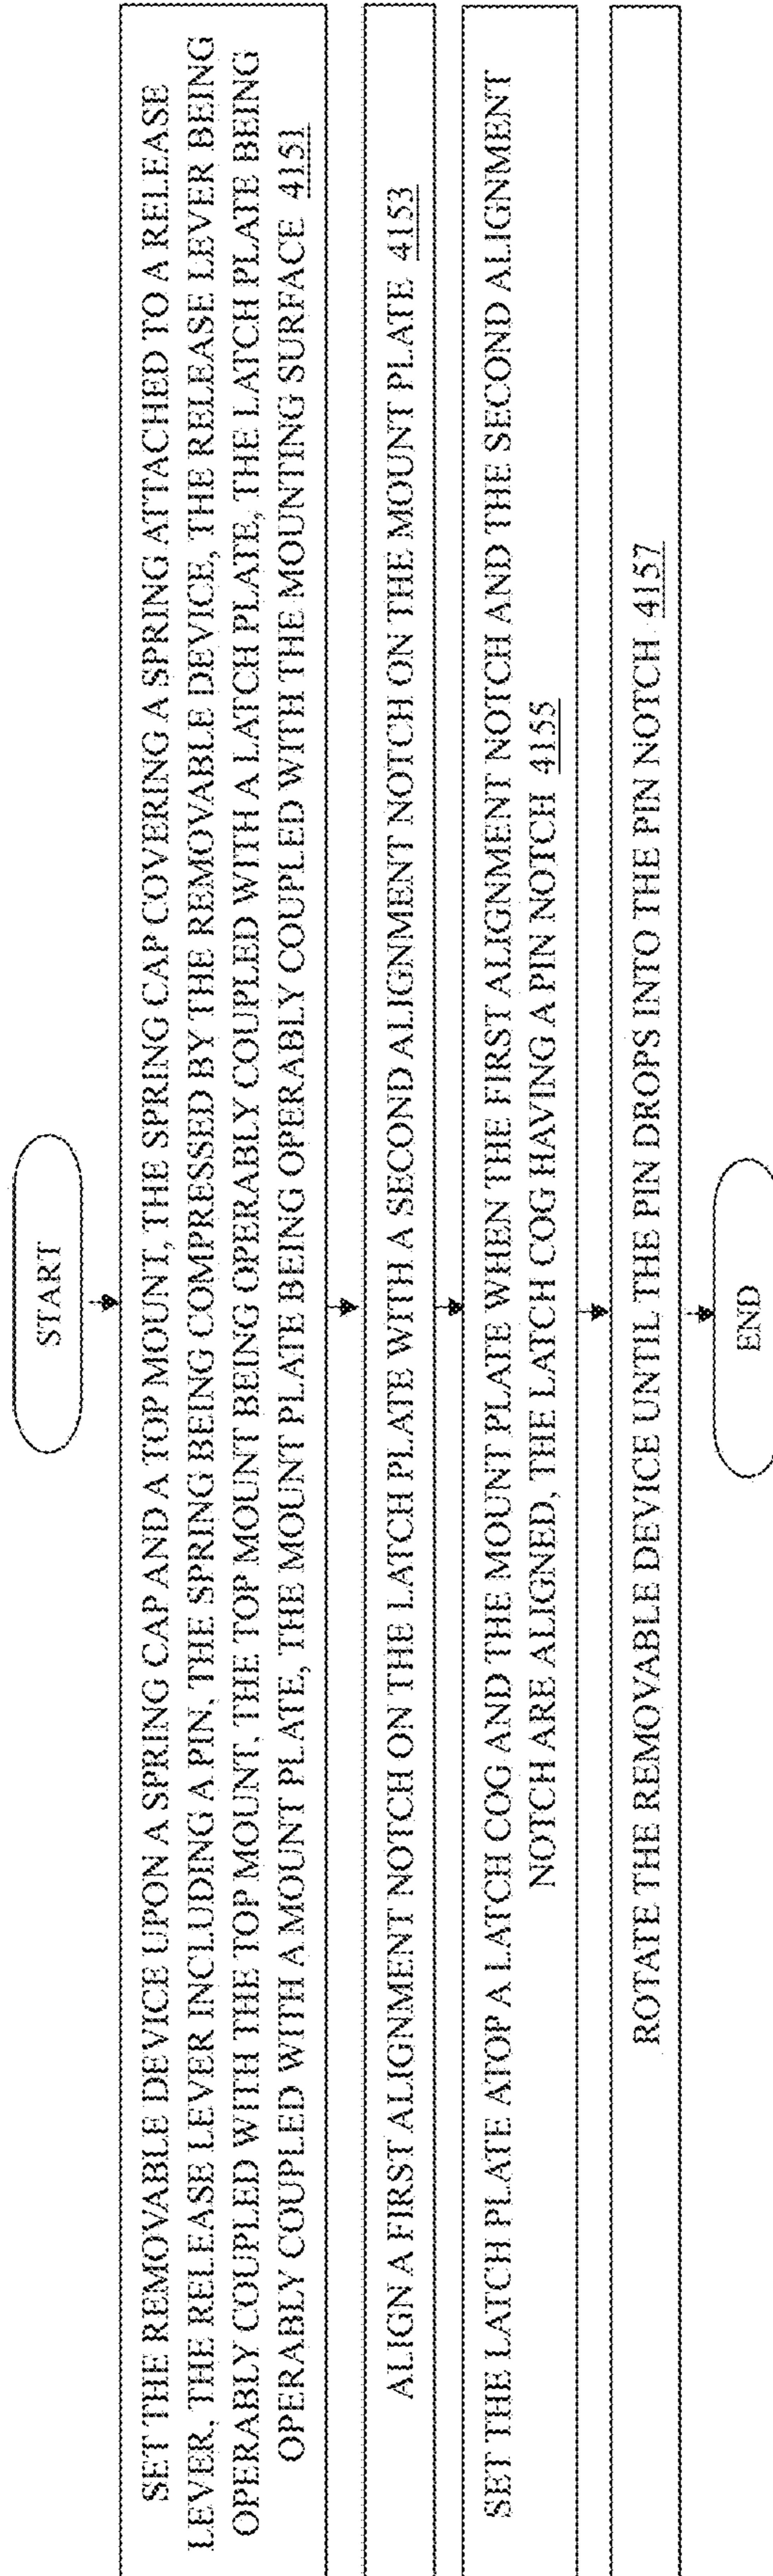 START
SET THE REMOVABLE DEVICE UPON A SPRING CAP AND A TOP MOUNT, THE SPRING CAP COVERING A SPRING ATTACHED TO A RELEASE
LEVER, THE RELEASE LEVER INCLUDING A PIN, THE SPRING BEING COMPRESSED BY THE REMOVABLE DEVICE, THE RELEASE LEVER BEING
OPERABLY COUPLED WITH THE TOP MOUNT, THE TOP MOUNT BEING OPERABLY COUPLED WITH A LATCH PLATE, THE LATCH PLATE BEING
OPERABLY COUPLED WITH A MOUNT PLATE, THE MOUNT PLATE BEING OPERABLY COUPLED WITH THE MOUNTING SURFACE 4151
ALIGN A FIRST ALIGNMENT NOTCH ON THE LATCH PLATE WITH A SECOND ALIGNMENT NOTCH ON THE MOUNT PLATE 4153
SET THE LATCH PLATE ATOP A LATCH COG AND THE MOUNT PLATE WHEN THE FIRST ALIGNMENT NOTCH AND THE SECOND ALIGNMENT
NOTCH ARE ALIGNED, THE LATCH COG HAVING A PIN NOTCH 4155
ROTATE THE REMOVABLE DEVICE UNTIL THE PIN DROPS INTO THE PIN NOTCH 4157
END